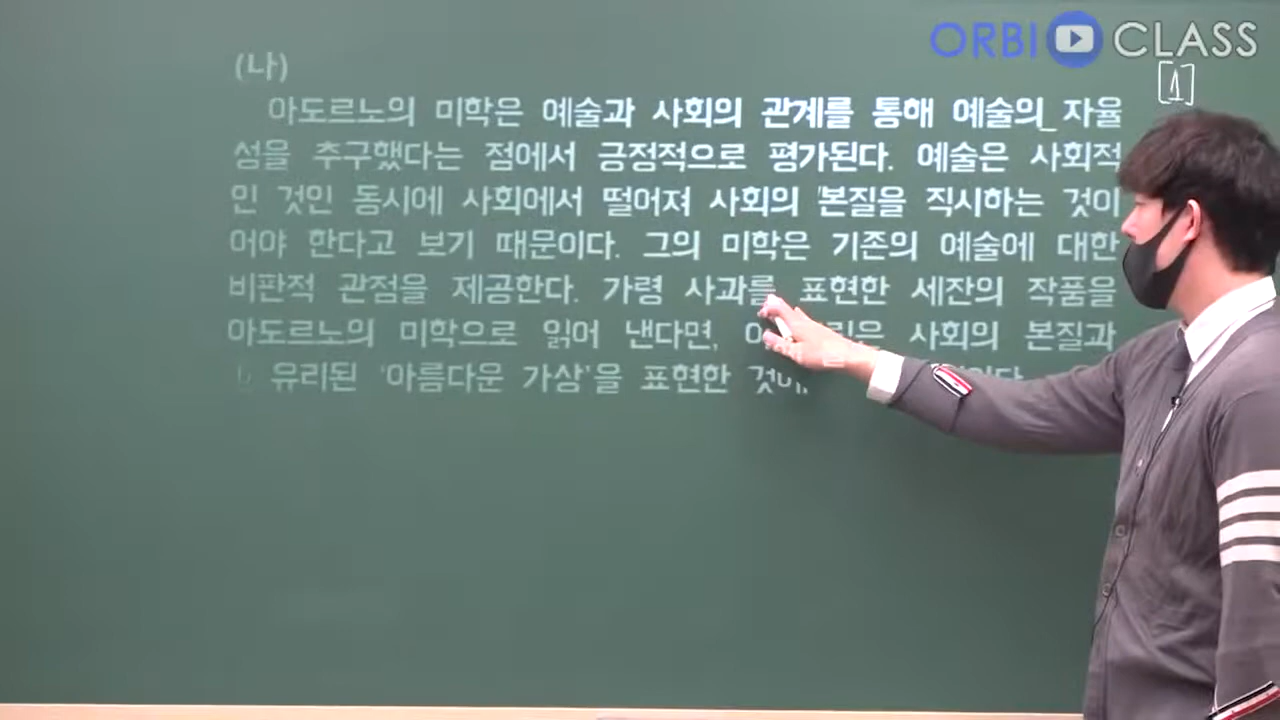 ORBI CLASS
[1]
(나)
아도르노의 미학은 예술과 사회의 관계를 통해 예술의 자율
성을 추구했다는 점에서 긍정적으로 평가된다. 예술은 사회적
인 것인 동시에 사회에서 떨어져 사회의 본질을 직시하는 것이
어야 한다고 보기 때문이다. 그의 미학은 기존의 예술에 대한
비판적 관점을 제공한다. 가령 사과를 표현한 세잔의 작품을
아도르노의 미학으로 읽어 낸다면, 사회의 본질과
유리된 ‘아름다운 가상’을 표현한